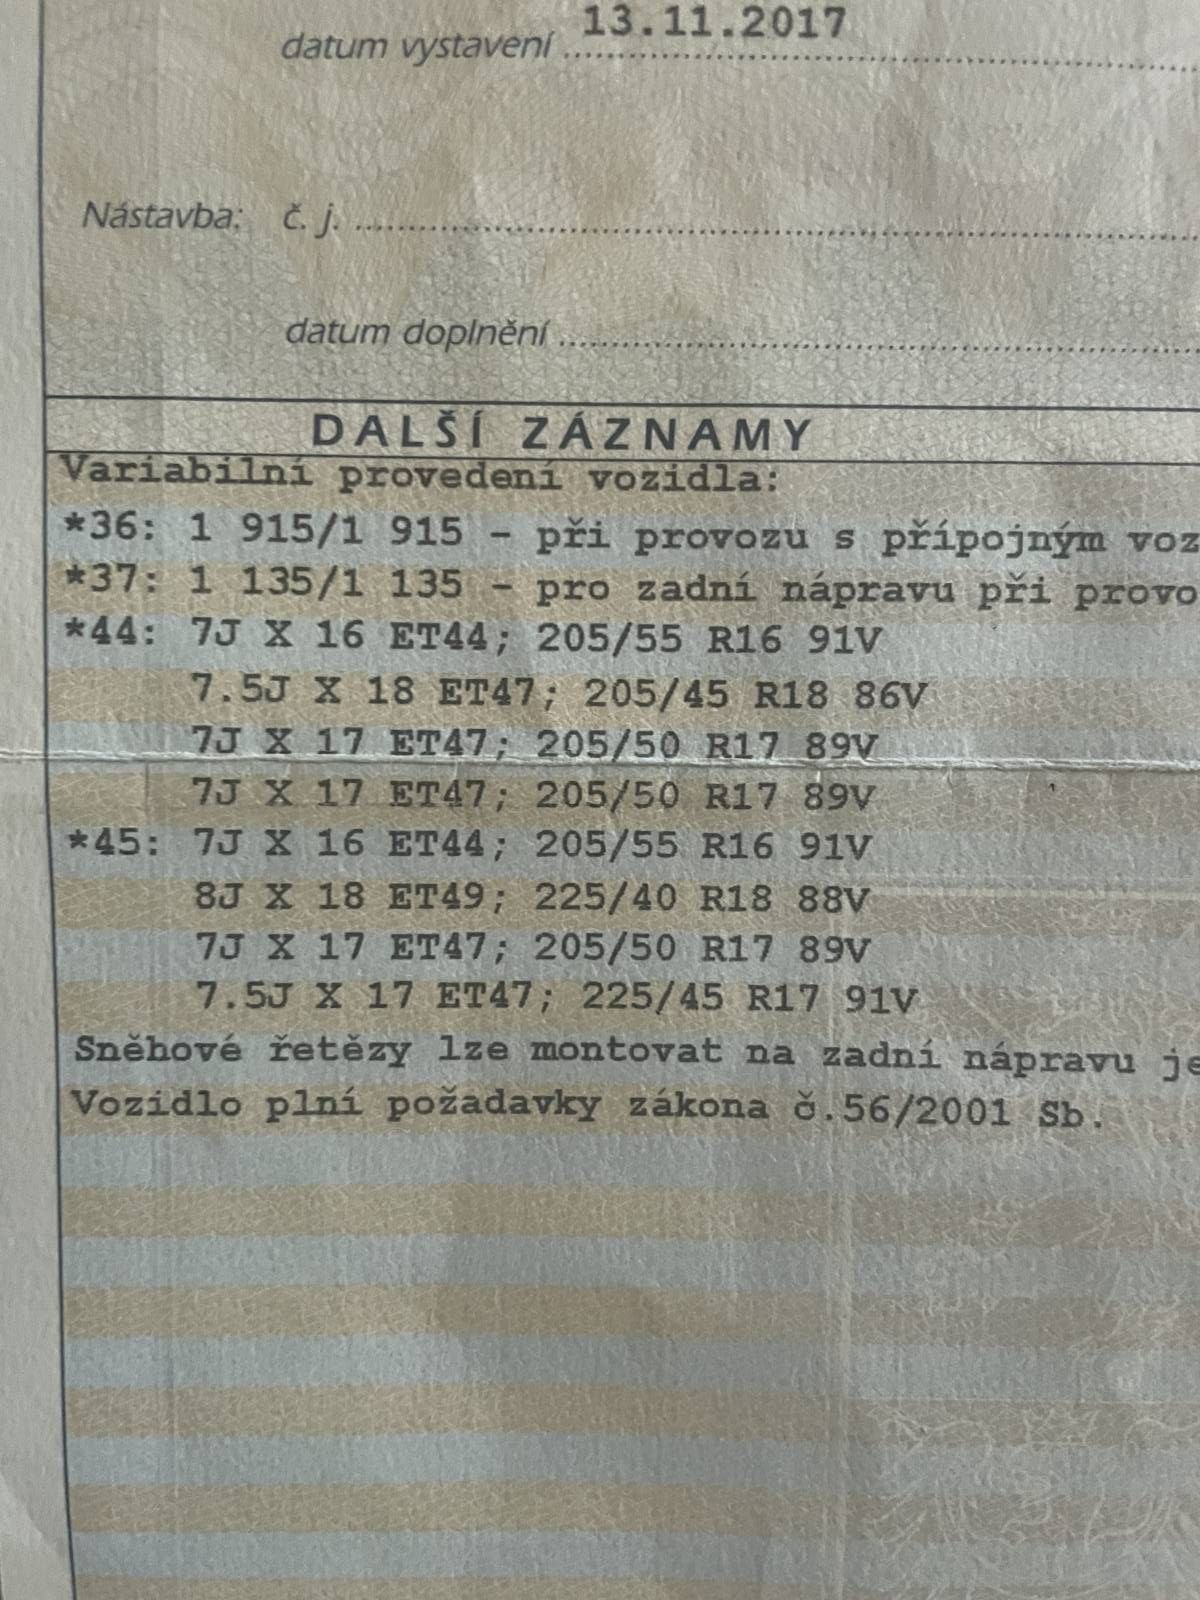 datum vystavení 13.11.2017
Nástavba: č. j.
datum doplnění
DALŠÍ ZÁZNAMY
Variabilní provedení vozidla:
*36: 1 915/1 915 - při provozu s přípojným
*37: 1 135/1 135 - pro zadní nápravu při
*44: 7J X 16 ET44; 205/55 R16 91V
7.5J X 18 ET47; 205/45 R18 86V
7J X 17 ET47; 205/50 R17 89V
7J X 17 ET47; 205/50 R17 89V
*45: 7J X 16 ET44; 205/55 R16 91V
8J X 18 ET49; 225/40 R18 88V
7J X 17 ET47; 205/50 R17 89V
7.5J X 17 ET47; 225/45 R17 91V
Sněhové řetězy lze montovat na zadní nápravu
Vozidlo plní požadavky zákona č.56/2001 Sb.